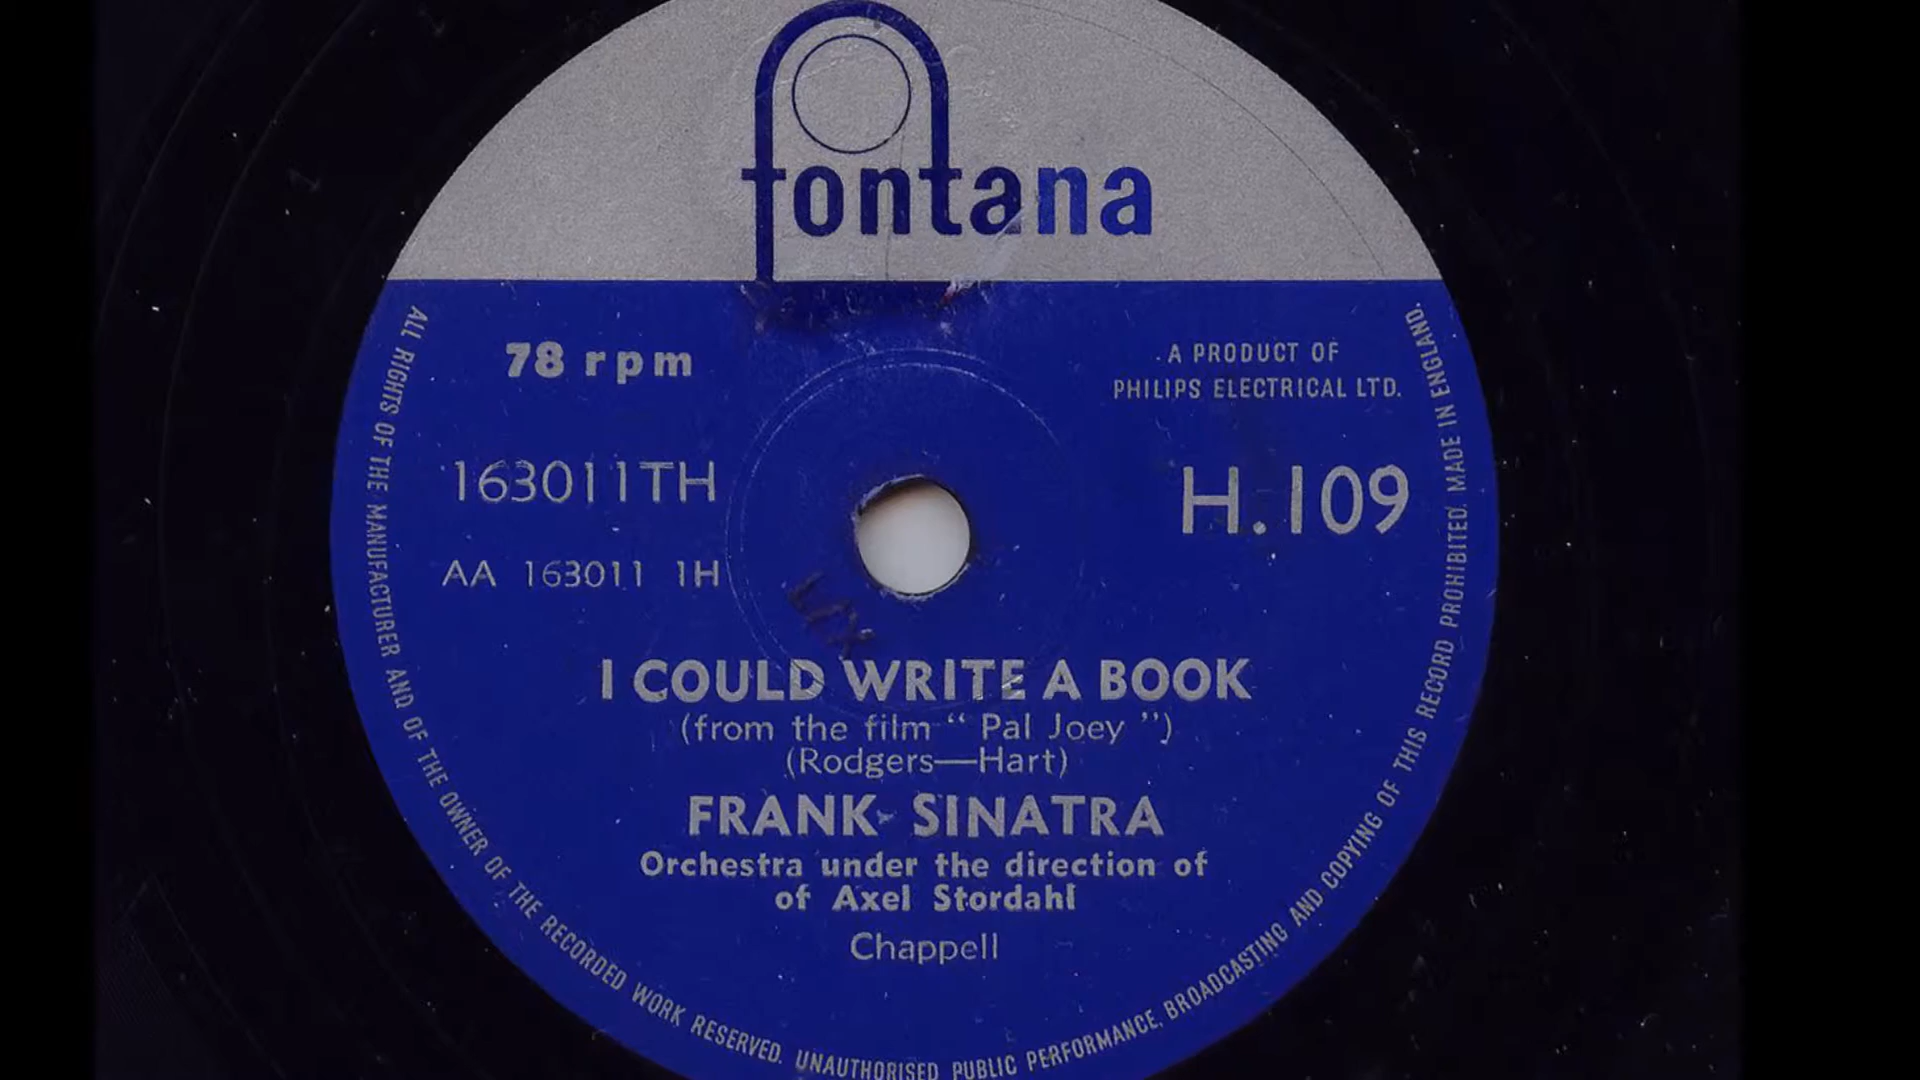 fontana
78 rpm
A PRODUCT OF
PHILIPS ELECTRICAL LTD.
163011TH
H.109
AA 163011 1H
I COULD WRITE A BOOK
(from the film “ Pal Joey ”)
(Rodgers—Hart)
FRANK SINATRA
Orchestra under the direction of
of Axel Stordahl
Chappell
ALL RIGHTS OF THE MANUFACTURER AND OF THE OWNER OF THE RECORDED WORK RESERVED. UNAUTHORISED PUBLIC PERFORMANCE, BROADCASTING AND COPYING OF THIS RECORD PROHIBITED. MADE IN ENGLAND.